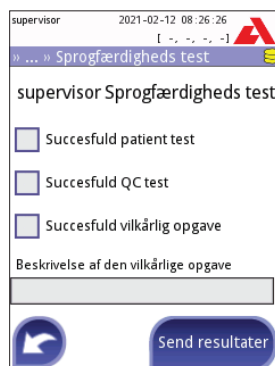 supervisor 2021-02-12 08:26:26
[ -, -, -, -]
» ... » Sprogfærdigheds test
supervisor Sprogfærdigheds test
Succesfuld patient test
Succesfuld QC test
Succesfuld vilkårlig opgave
Beskrivelse af den vilkårlige opgave
Send resultater